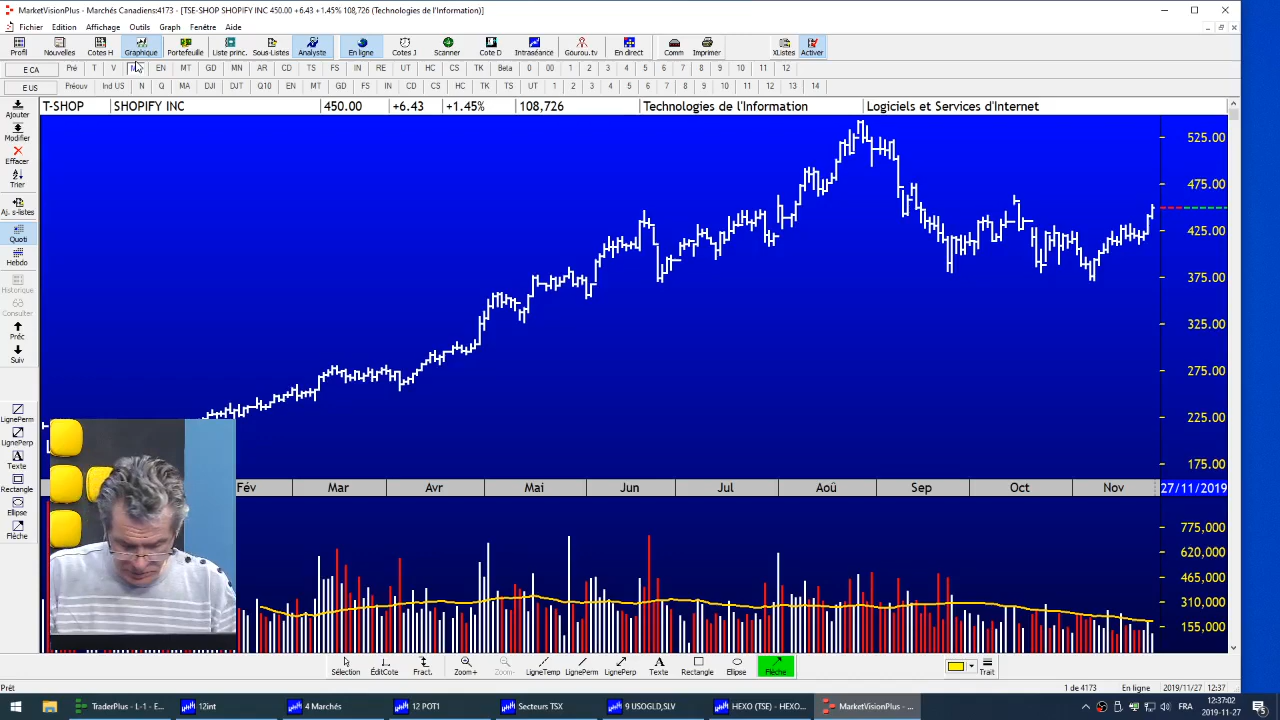 MarketVisionPlus - Marchés Canadiens:4173 - [TSE-SHOP SHOPIFY INC 450.00 +6.43 +1.45% 108,726 (Technologies de l'Information)]
Fichier Edition Affichage Outils Graph Fenêtre Aide
Profil Nouvelles Cotes H Graphique Portefeuille Liste princ. Sous-Listes Analyste En ligne Cotes J Scanner Cote D Intraséance Gourou.tv En direct Comm Imprimer XListes Activer
E CA Pré T V EN MT GD MN AR CD TS FS IN RE UT HC CS TK Beta 0 00 1 2 3 4 5 6 7 8 9 10 11 12
E US Préouv Ind US N Q MA DJI DJT Q10 EN MT GD FS IN CD CS HC TK TS UT 1 2 3 4 5 6 7 8 9 10 11 12 13 14
T-SHOP SHOPIFY INC 450.00 +6.43 +1.45% 108,726 Technologies de l'Information Logiciels et Services d'Internet
Ajouter
Modifier
Effacer
Trier
Aj. s-listes
Quoti
Hebdo
Historique
Consulter
Préc
Suiv
LignePerm
LignePerp
Texte
Rectangle
Ellipse
Flèche
525.00
475.00
425.00
375.00
325.00
275.00
225.00
175.00
Fév Mar Avr Mai Jun Jul Aoû Sep Oct Nov 27/11/2019
775,000
620,000
465,000
310,000
155,000
Sélection ÉditCote Fract. Zoom+ Zoom- LigneTemp LignePerm LignePerp Texte Rectangle Ellipse Flèche Trait
Prêt 1 de 4173 En ligne 2019/11/27 12:37
TraderPlus - L-1 - E... 12int 4 Marchés 12 POT1 Secteurs TSX 9 USOGLD,SLV HEXO (TSE) - HEXO... MarketVisionPlus - ... FRA 12:37:02
2019-11-27